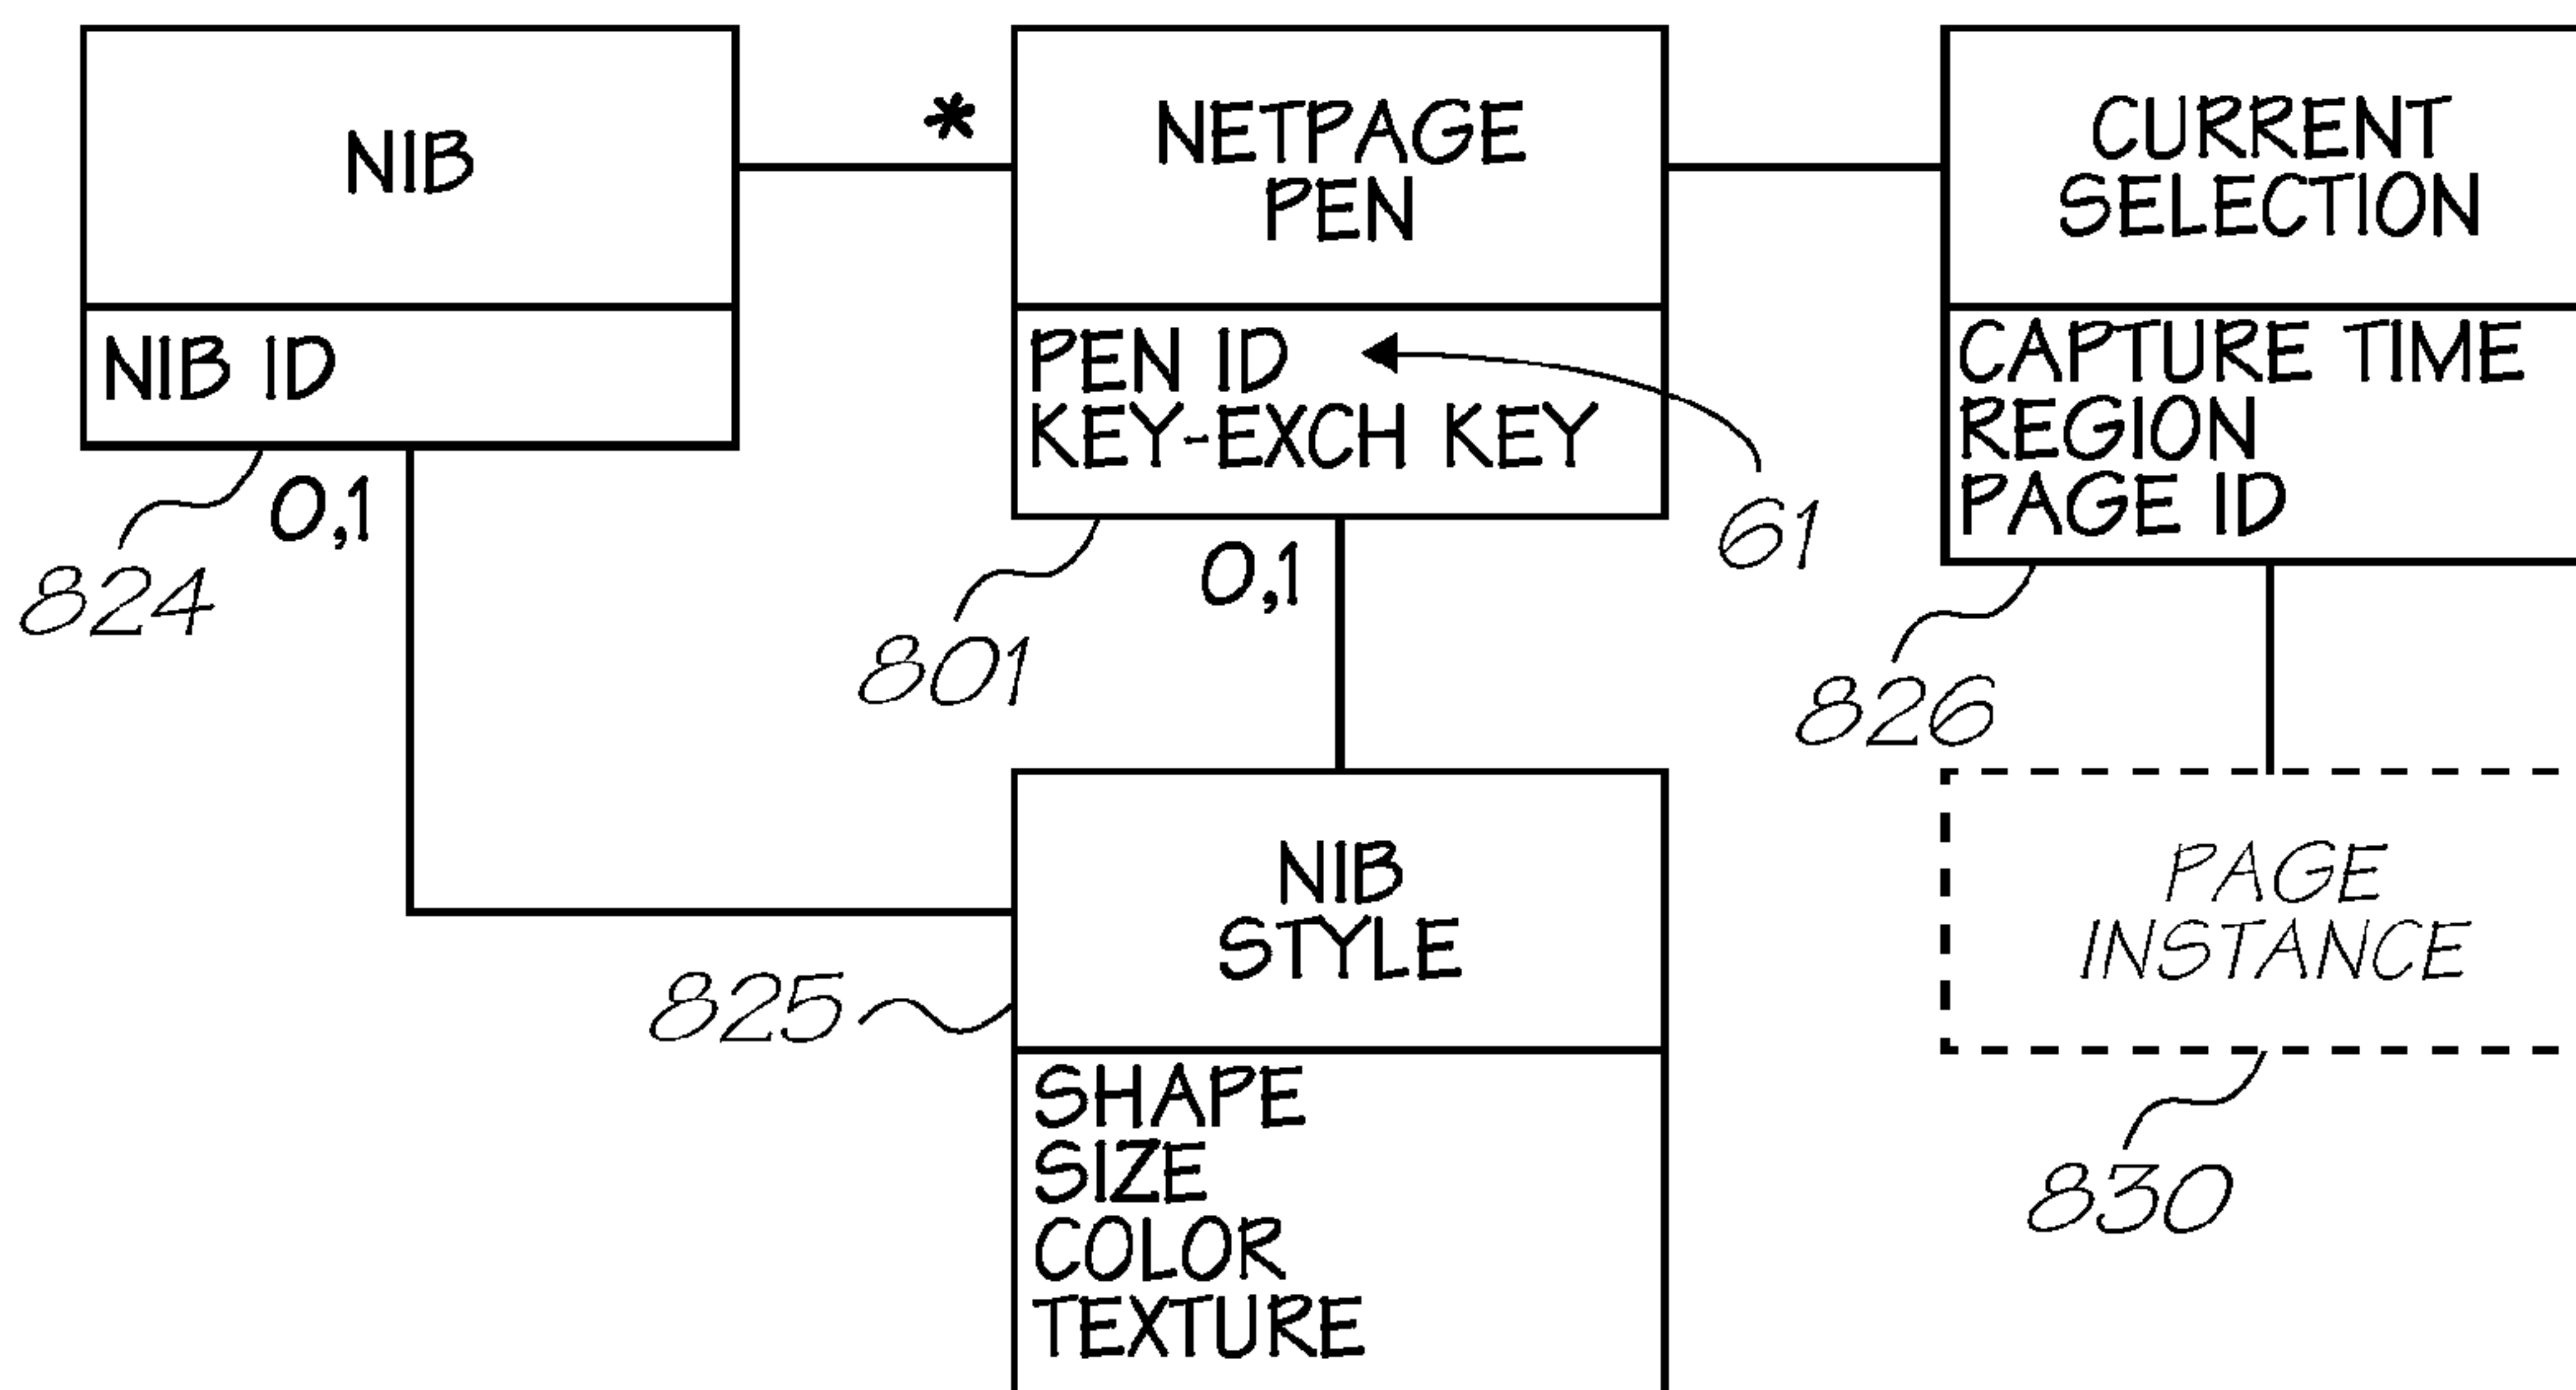 NIB
NIB ID
824
0,1
*
NETPAGE
PEN
PEN ID
KEY-EXCH KEY
61
801
0,1
CURRENT
SELECTION
CAPTURE TIME
REGION
PAGE ID
826
NIB
STYLE
825
SHAPE
SIZE
COLOR
TEXTURE
PAGE
INSTANCE
830